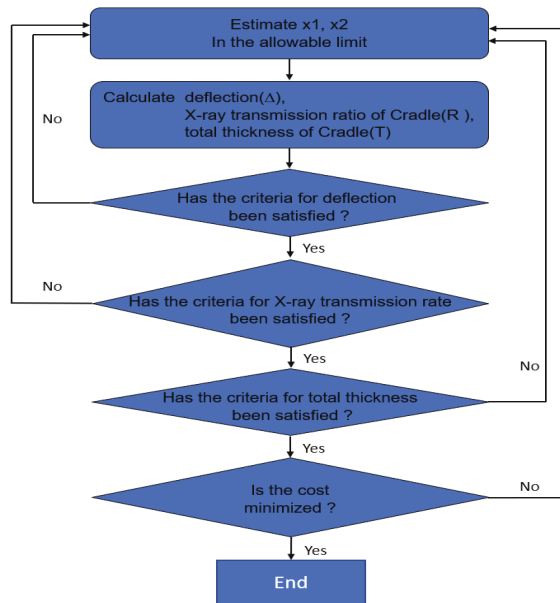 Estimate x1, x2
In the allowable limit
Calculate deflection(Δ),
X-ray transmission ratio of Cradle(R ),
total thickness of Cradle(T)
No
Has the criteria for deflection
been satisfied ?
Yes
No
Has the criteria for X-ray transmission rate
been satisfied ?
Yes
No
Has the criteria for total thickness
been satisfied ?
Yes
Is the cost
minimized ?
No
Yes
End